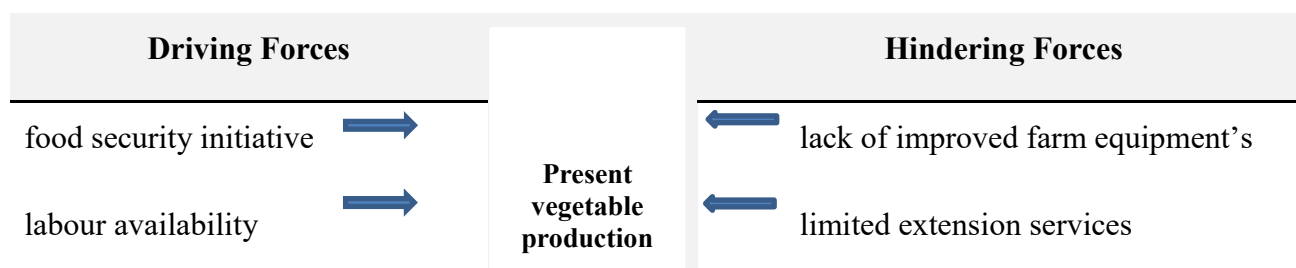 Driving Forces
Hindering Forces
food security initiative
lack of improved farm equipment’s
Present
vegetable
production
labour availability
limited extension services